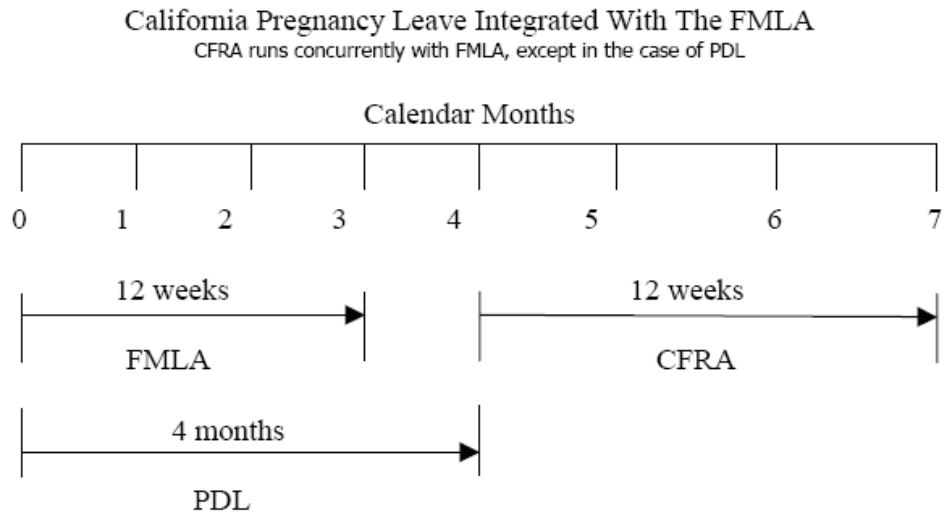 California Pregnancy Leave Integrated With The FMLA
CFRA runs concurrently with FMLA, except in the case of PDL
Calendar Months
0 1 2 3 4 5 6 7
12 weeks 12 weeks
FMLA CFRA
4 months
PDL